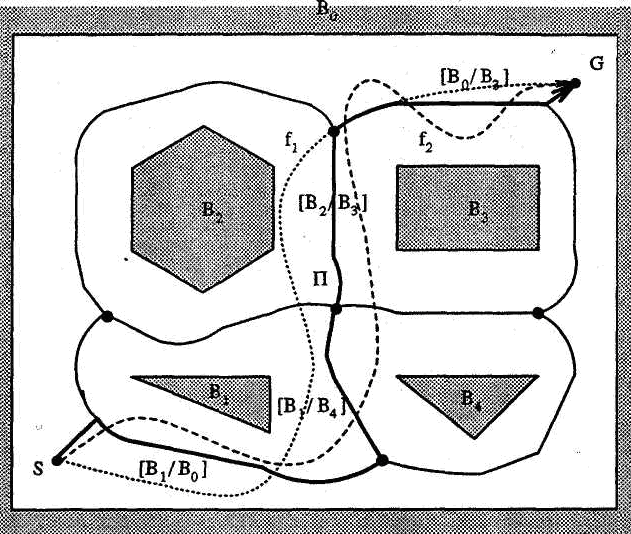 B₀
G
[B₀/B₃]
f₁
f₂
B₂
[B₂/B₃]
B₃
Π
B₁
[B₁/B₄]
B₄
S
[B₁/B₀]